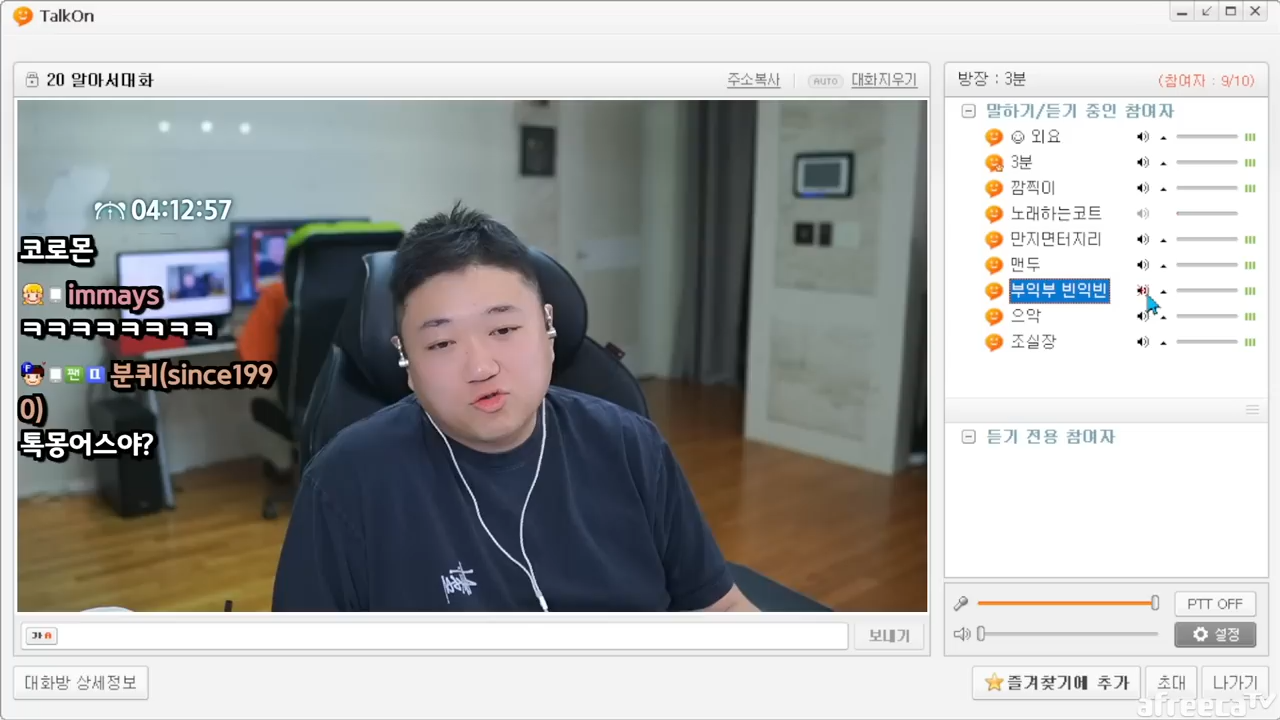 TalkOn
20 알아서대화
주소복사
AUTO
대화지우기
방장 : 3분
(참여자 : 9/10)
말하기/듣기 중인 참여자
외요
3분
깜찍이
노래하는코트
만지면터지리
맨두
부익부 빈익빈
으악
조실장
04:12:57
코로몬
immays
ㅋㅋㅋㅋㅋㅋㅋㅋ
팬 분퀴(since199
0)
톡몽어스야?
듣기 전용 참여자
PTT OFF
설정
가
보내기
대화방 상세정보
즐겨찾기에 추가
초대
나가기
afreecaTV